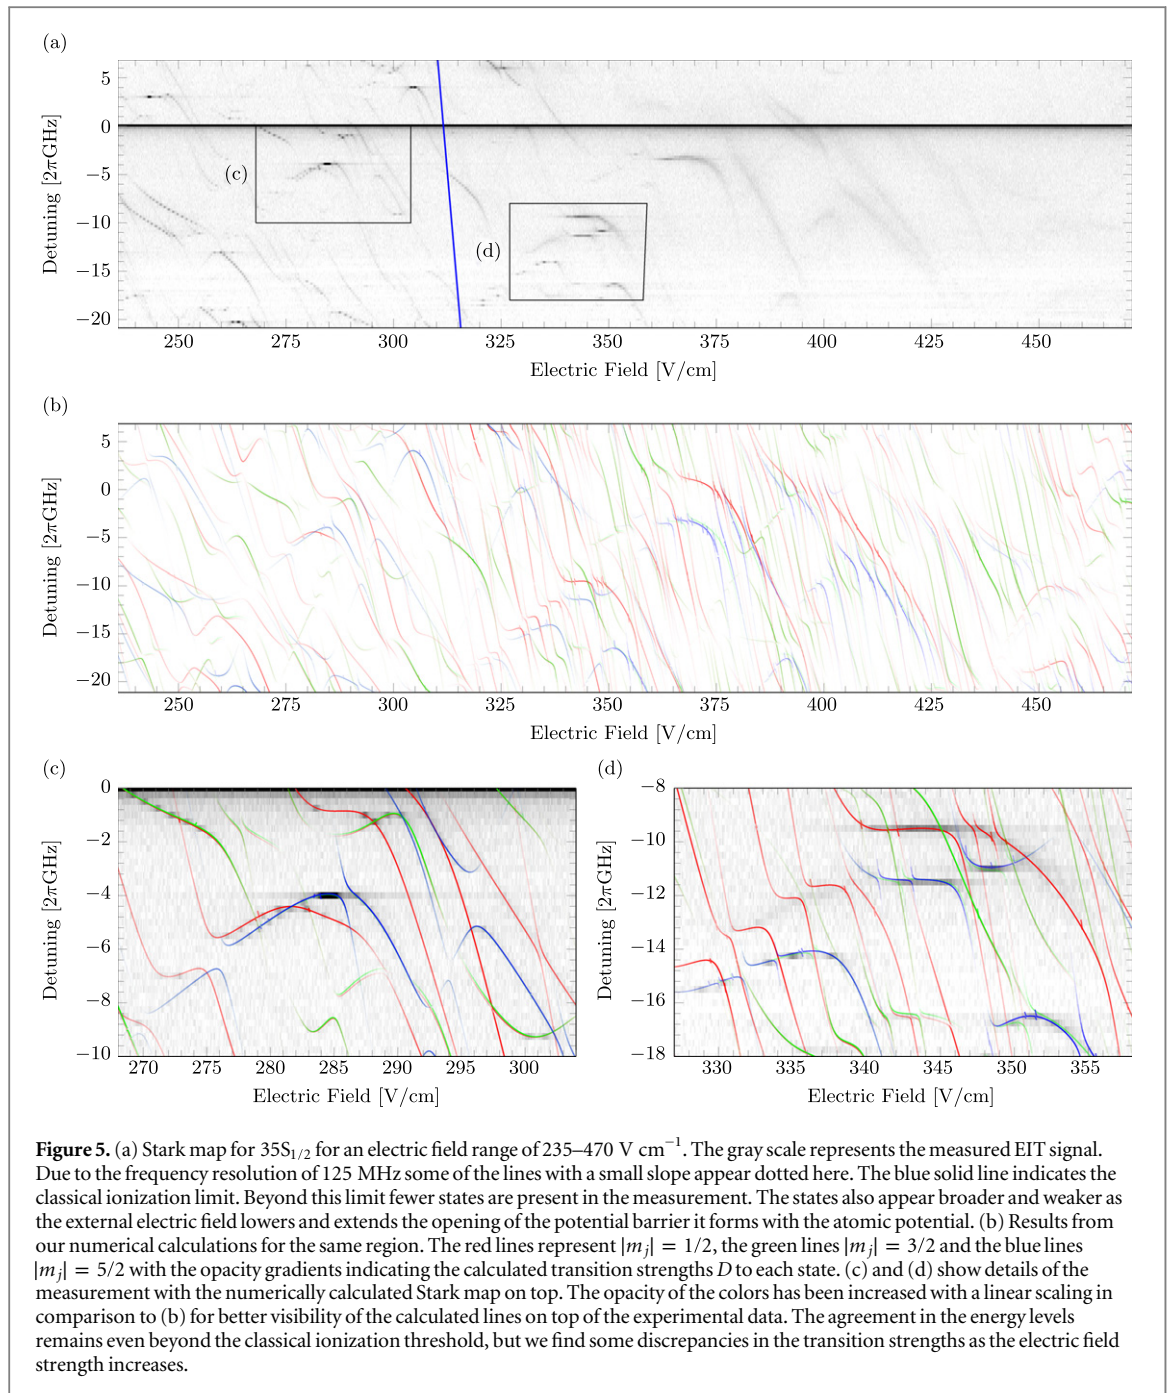 (a)
5
0
−5
−10
−15
−20
Detuning [2πGHz]
(c)
(d)
250 275 300 325 350 375 400 425 450
Electric Field [V/cm]
(b)
5
0
−5
−10
−15
−20
Detuning [2πGHz]
250 275 300 325 350 375 400 425 450
Electric Field [V/cm]
(c)
0
−2
−4
−6
−8
−10
Detuning [2πGHz]
270 275 280 285 290 295 300
Electric Field [V/cm]
(d)
−8
−10
−12
−14
−16
−18
Detuning [2πGHz]
330 335 340 345 350 355
Electric Field [V/cm]
Figure 5. (a) Stark map for 35S1/2 for an electric field range of 235–470 V cm−1. The gray scale represents the measured EIT signal.
Due to the frequency resolution of 125 MHz some of the lines with a small slope appear dotted here. The blue solid line indicates the
classical ionization limit. Beyond this limit fewer states are present in the measurement. The states also appear broader and weaker as
the external electric field lowers and extends the opening of the potential barrier it forms with the atomic potential. (b) Results from
our numerical calculations for the same region. The red lines represent |mj| = 1/2, the green lines |mj| = 3/2 and the blue lines
|mj| = 5/2 with the opacity gradients indicating the calculated transition strengths D to each state. (c) and (d) show details of the
measurement with the numerically calculated Stark map on top. The opacity of the colors has been increased with a linear scaling in
comparison to (b) for better visibility of the calculated lines on top of the experimental data. The agreement in the energy levels
remains even beyond the classical ionization threshold, but we find some discrepancies in the transition strengths as the electric field
strength increases.